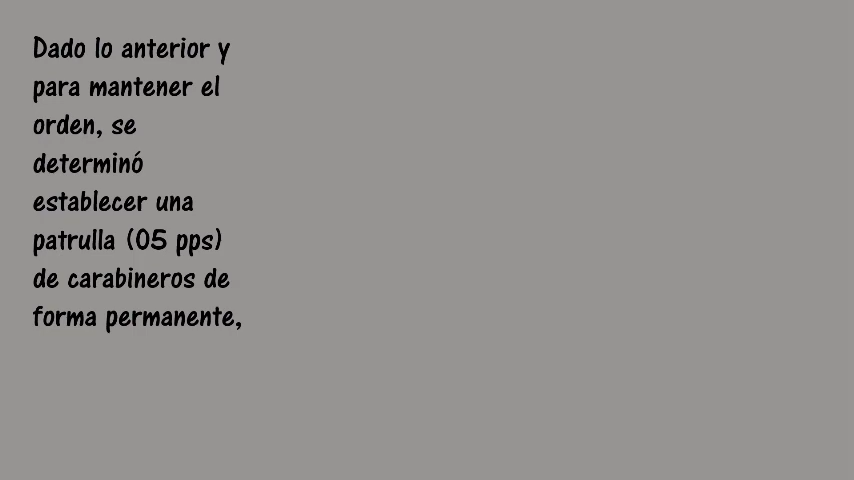 Dado lo anterior y
para mantener el
orden, se
determinó
establecer una
patrulla (05 pps)
de carabineros de
forma permanente,